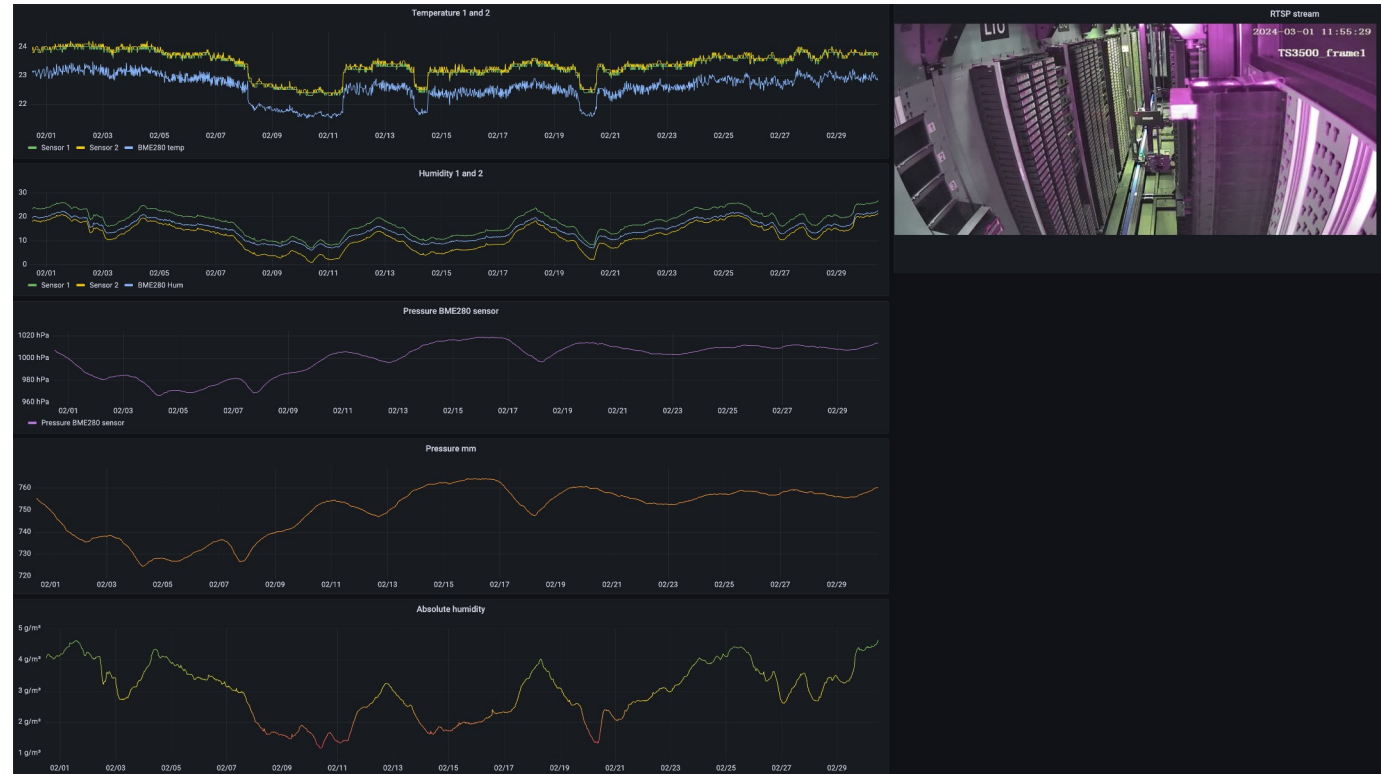 Temperature 1 and 2
24
23
22
02/01 02/03 02/05 02/07 02/09 02/11 02/13 02/15 02/17 02/19 02/21 02/23 02/25 02/27 02/29
Sensor 1 Sensor 2 BME280 temp
Humidity 1 and 2
30
20
10
0
02/01 02/03 02/05 02/07 02/09 02/11 02/13 02/15 02/17 02/19 02/21 02/23 02/25 02/27 02/29
Sensor 1 Sensor 2 BME280 Hum
Pressure BME280 sensor
1020 hPa
1000 hPa
980 hPa
960 hPa
02/01 02/03 02/05 02/07 02/09 02/11 02/13 02/15 02/17 02/19 02/21 02/23 02/25 02/27 02/29
Pressure BME280 sensor
Pressure mm
760
750
740
730
720
02/01 02/03 02/05 02/07 02/09 02/11 02/13 02/15 02/17 02/19 02/21 02/23 02/25 02/27 02/29
Absolute humidity
5 g/m³
4 g/m³
3 g/m³
2 g/m³
1 g/m³
02/01 02/03 02/05 02/07 02/09 02/11 02/13 02/15 02/17 02/19 02/21 02/23 02/25 02/27 02/29
RTSP stream
2024-03-01 11:55:29
TS3500_frame1